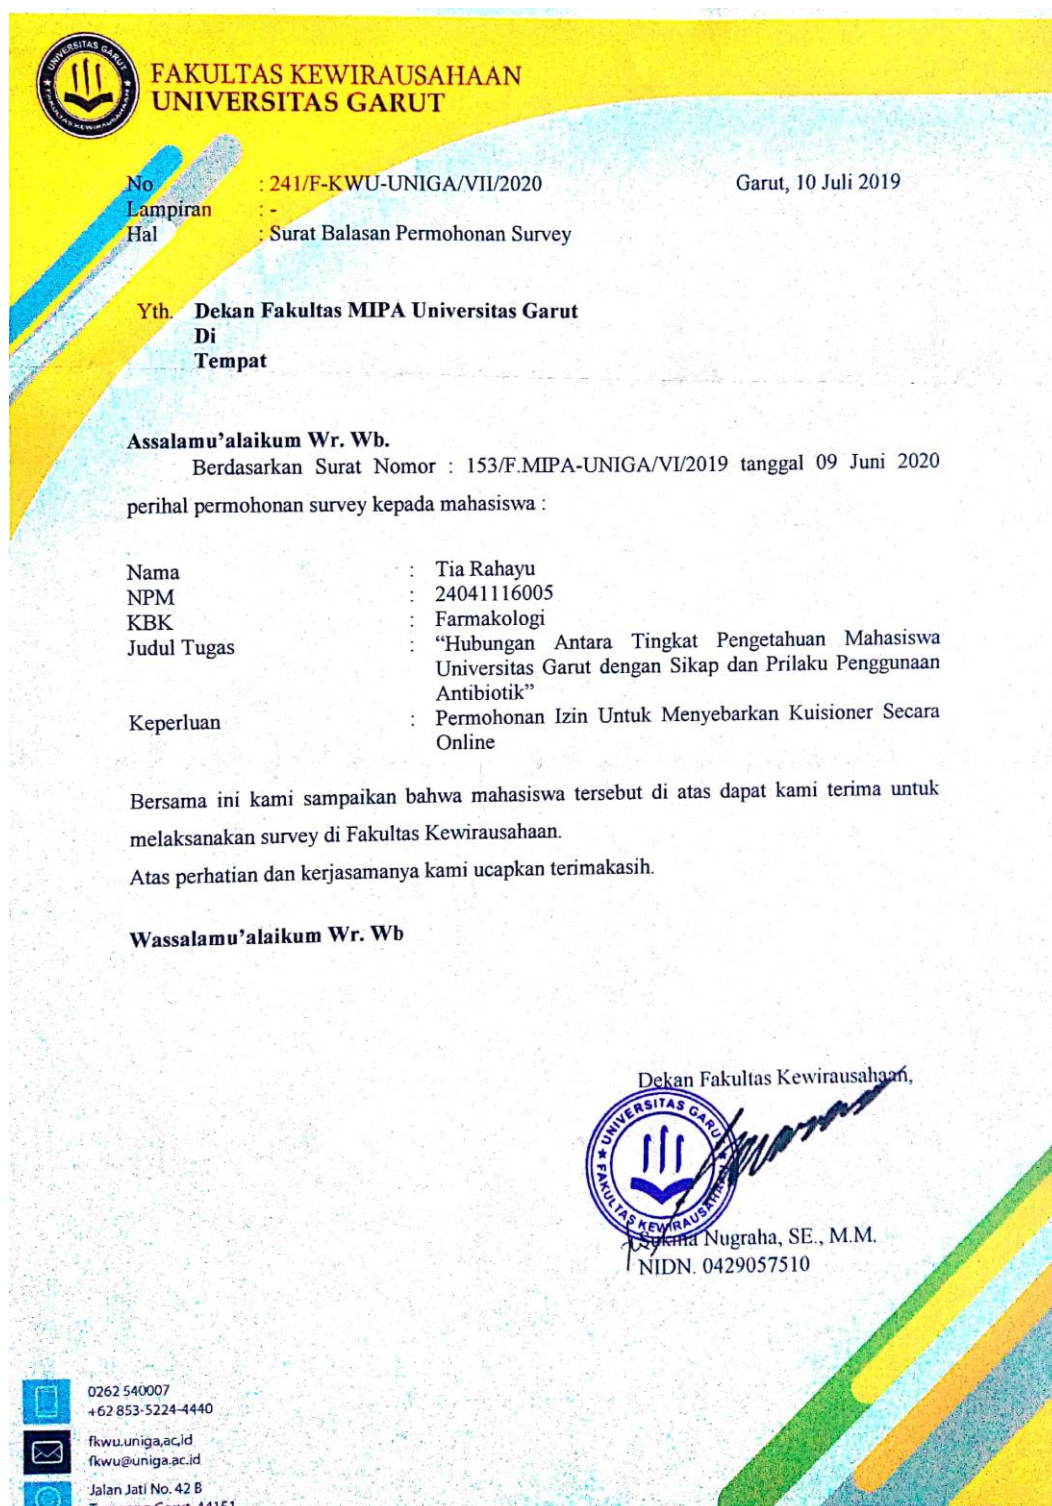 FAKULTAS KEWIRAUSAHAAN
UNIVERSITAS GARUT
UNIVERSITAS GARUT
FAKULTAS KEWIRAUSAHAAN
No : 241/F-KWU-UNIGA/VII/2020 Garut, 10 Juli 2019
Lampiran : -
Hal : Surat Balasan Permohonan Survey
Yth. Dekan Fakultas MIPA Universitas Garut
Di
Tempat
Assalamu’alaikum Wr. Wb.
Berdasarkan Surat Nomor : 153/F.MIPA-UNIGA/VI/2019 tanggal 09 Juni 2020
perihal permohonan survey kepada mahasiswa :
Nama : Tia Rahayu
NPM : 24041116005
KBK : Farmakologi
Judul Tugas : “Hubungan Antara Tingkat Pengetahuan Mahasiswa
Universitas Garut dengan Sikap dan Prilaku Penggunaan
Antibiotik”
Keperluan : Permohonan Izin Untuk Menyebarkan Kuisioner Secara
Online
Bersama ini kami sampaikan bahwa mahasiswa tersebut di atas dapat kami terima untuk
melaksanakan survey di Fakultas Kewirausahaan.
Atas perhatian dan kerjasamanya kami ucapkan terimakasih.
Wassalamu’alaikum Wr. Wb
Dekan Fakultas Kewirausahaan,
UNIVERSITAS GARUT
FAKULTAS KEWIRAUSAHAAN
Nugraha, SE., M.M.
NIDN. 0429057510
0262 540007
+62 853-5224-4440
fkwu.uniga,ac,id
fkwu@uniga.ac.id
Jalan Jati No. 42 B
44151